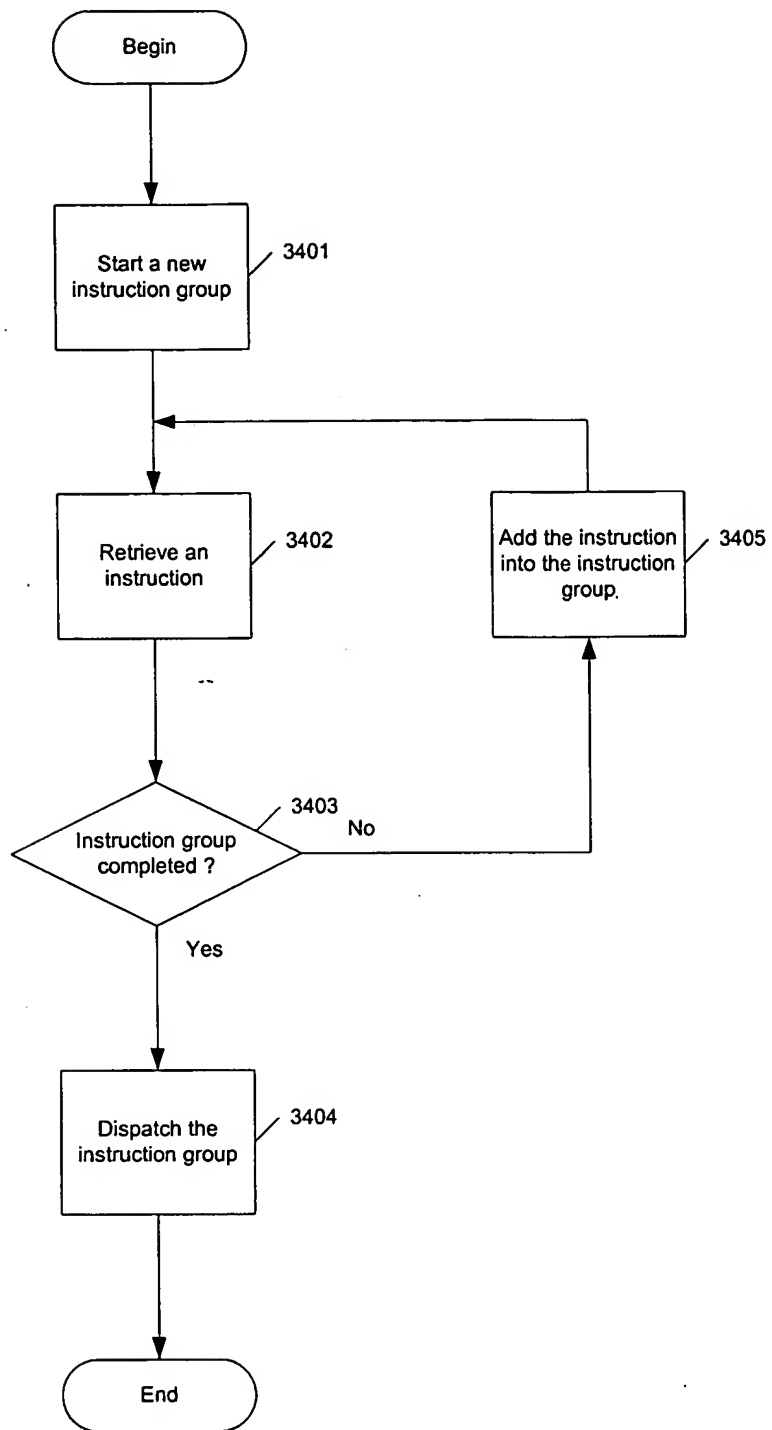 Begin
Start a new
instruction group
3401
Retrieve an
instruction
3402
Add the instruction
into the instruction
group.
3405
Instruction group
completed ?
3403
No
Yes
Dispatch the
instruction group
3404
End